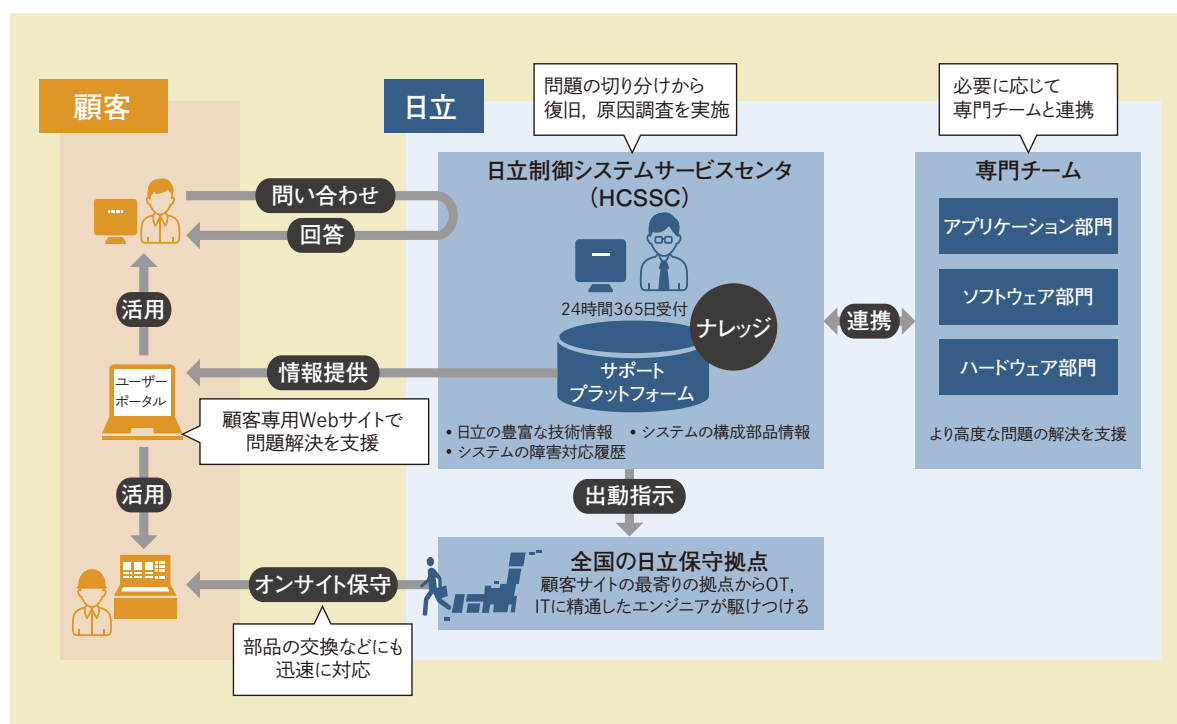 顧客
日立
問題の切り分けから
復旧, 原因調査を実施
必要に応じて
専門チームと連携
日立制御システムサービスセンタ
(HCSSC)
専門チーム
問い合わせ
回答
アプリケーション部門
ソフトウェア部門
ハードウェア部門
24時間365日受付
ナレッジ
連携
活用
情報提供
サポート
プラットフォーム
ユーザー
ポータル
顧客専用Webサイトで
問題解決を支援
• 日立の豊富な技術情報 • システムの構成部品情報
• システムの障害対応履歴
より高度な問題の解決を支援
活用
出動指示
全国の日立保守拠点
顧客サイトの最寄りの拠点からOT,
ITに精通したエンジニアが駆けつける
オンサイト保守
部品の交換などにも
迅速に対応